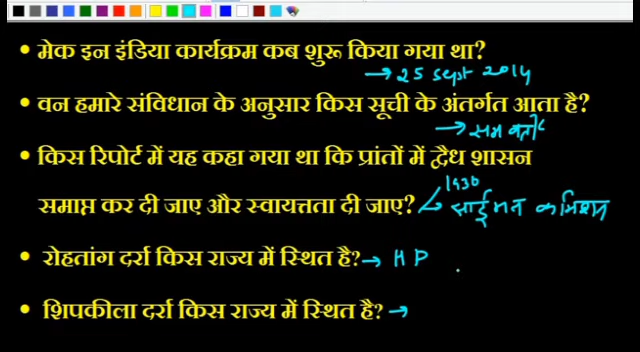 • मेक इन इंडिया कार्यक्रम कब शुरू किया गया था?
→ 25 Sept 2014
• वन हमारे संविधान के अनुसार किस सूची के अंतर्गत आता है?
→ समवर्ती
• किस रिपोर्ट में यह कहा गया था कि प्रांतों में द्वैध शासन
1930
समाप्त कर दी जाए और स्वायत्तता दी जाए? साईमन कमिशन
• रोहतांग दर्रा किस राज्य में स्थित है? → H P
• शिपकीला दर्रा किस राज्य में स्थित है? →